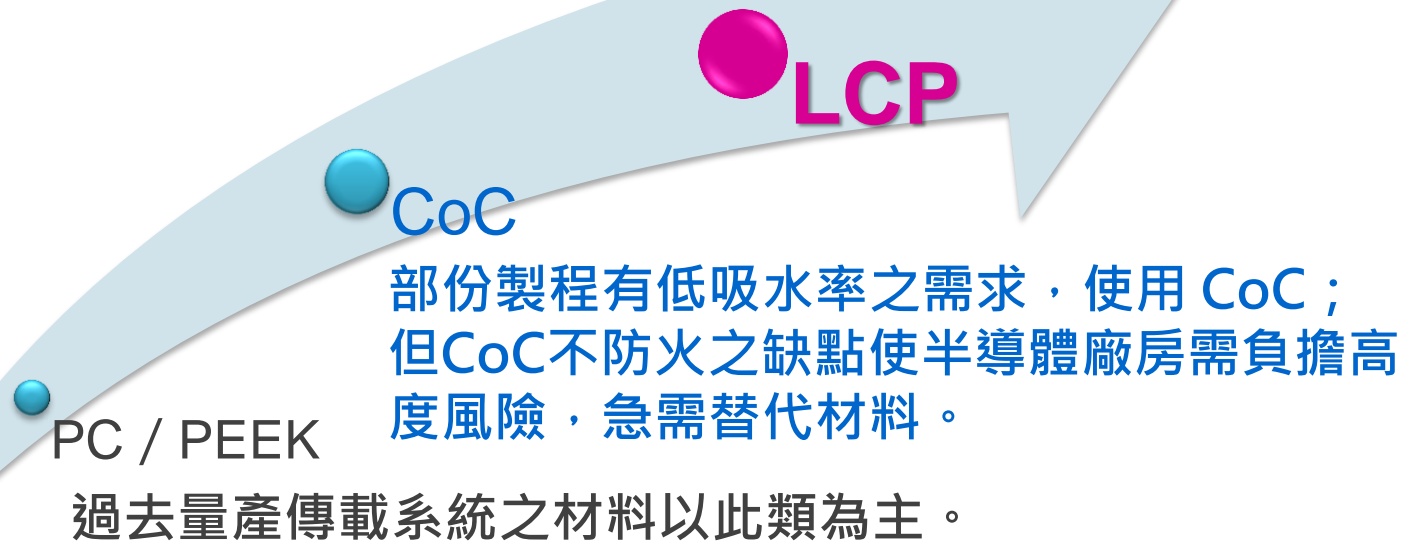 LCP
CoC
部份製程有低吸水率之需求，使用 CoC；
但CoC不防火之缺點使半導體廠房需負擔高
度風險，急需替代材料。
PC / PEEK
過去量產傳載系統之材料以此類為主。